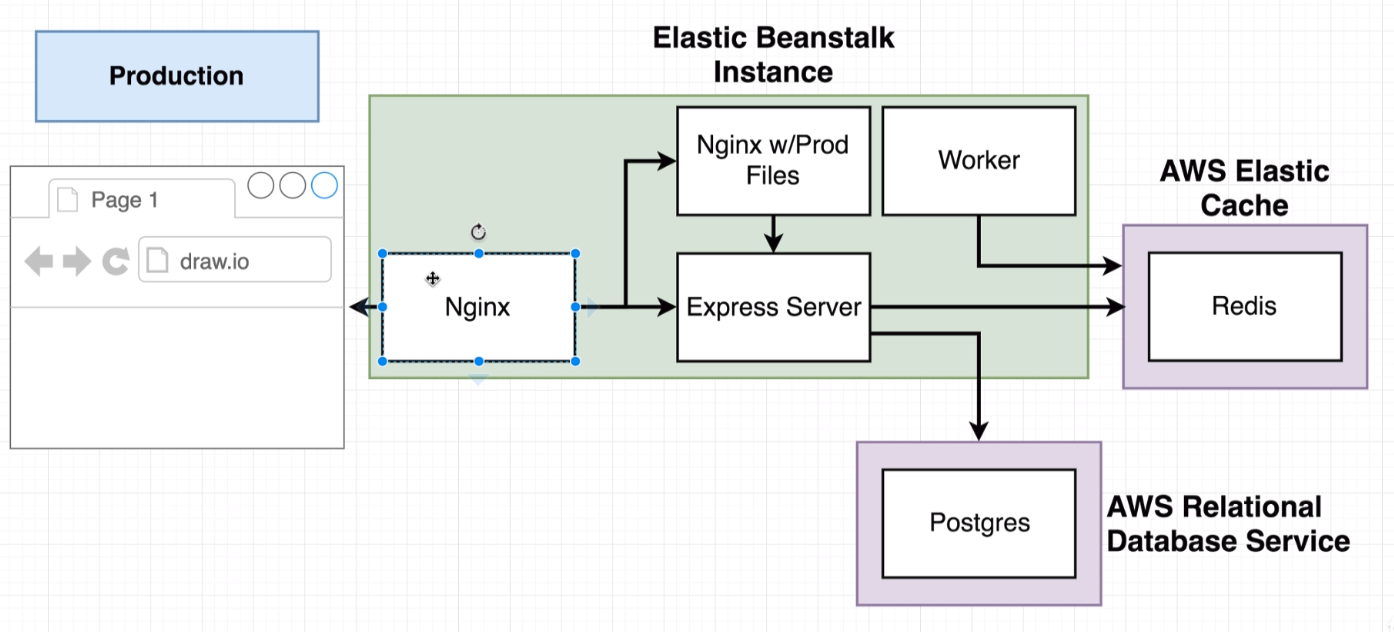 Production
Elastic Beanstalk
Instance
Page 1
draw.io
Nginx
Nginx w/Prod
Files
Worker
Express Server
AWS Elastic
Cache
Redis
Postgres
AWS Relational
Database Service